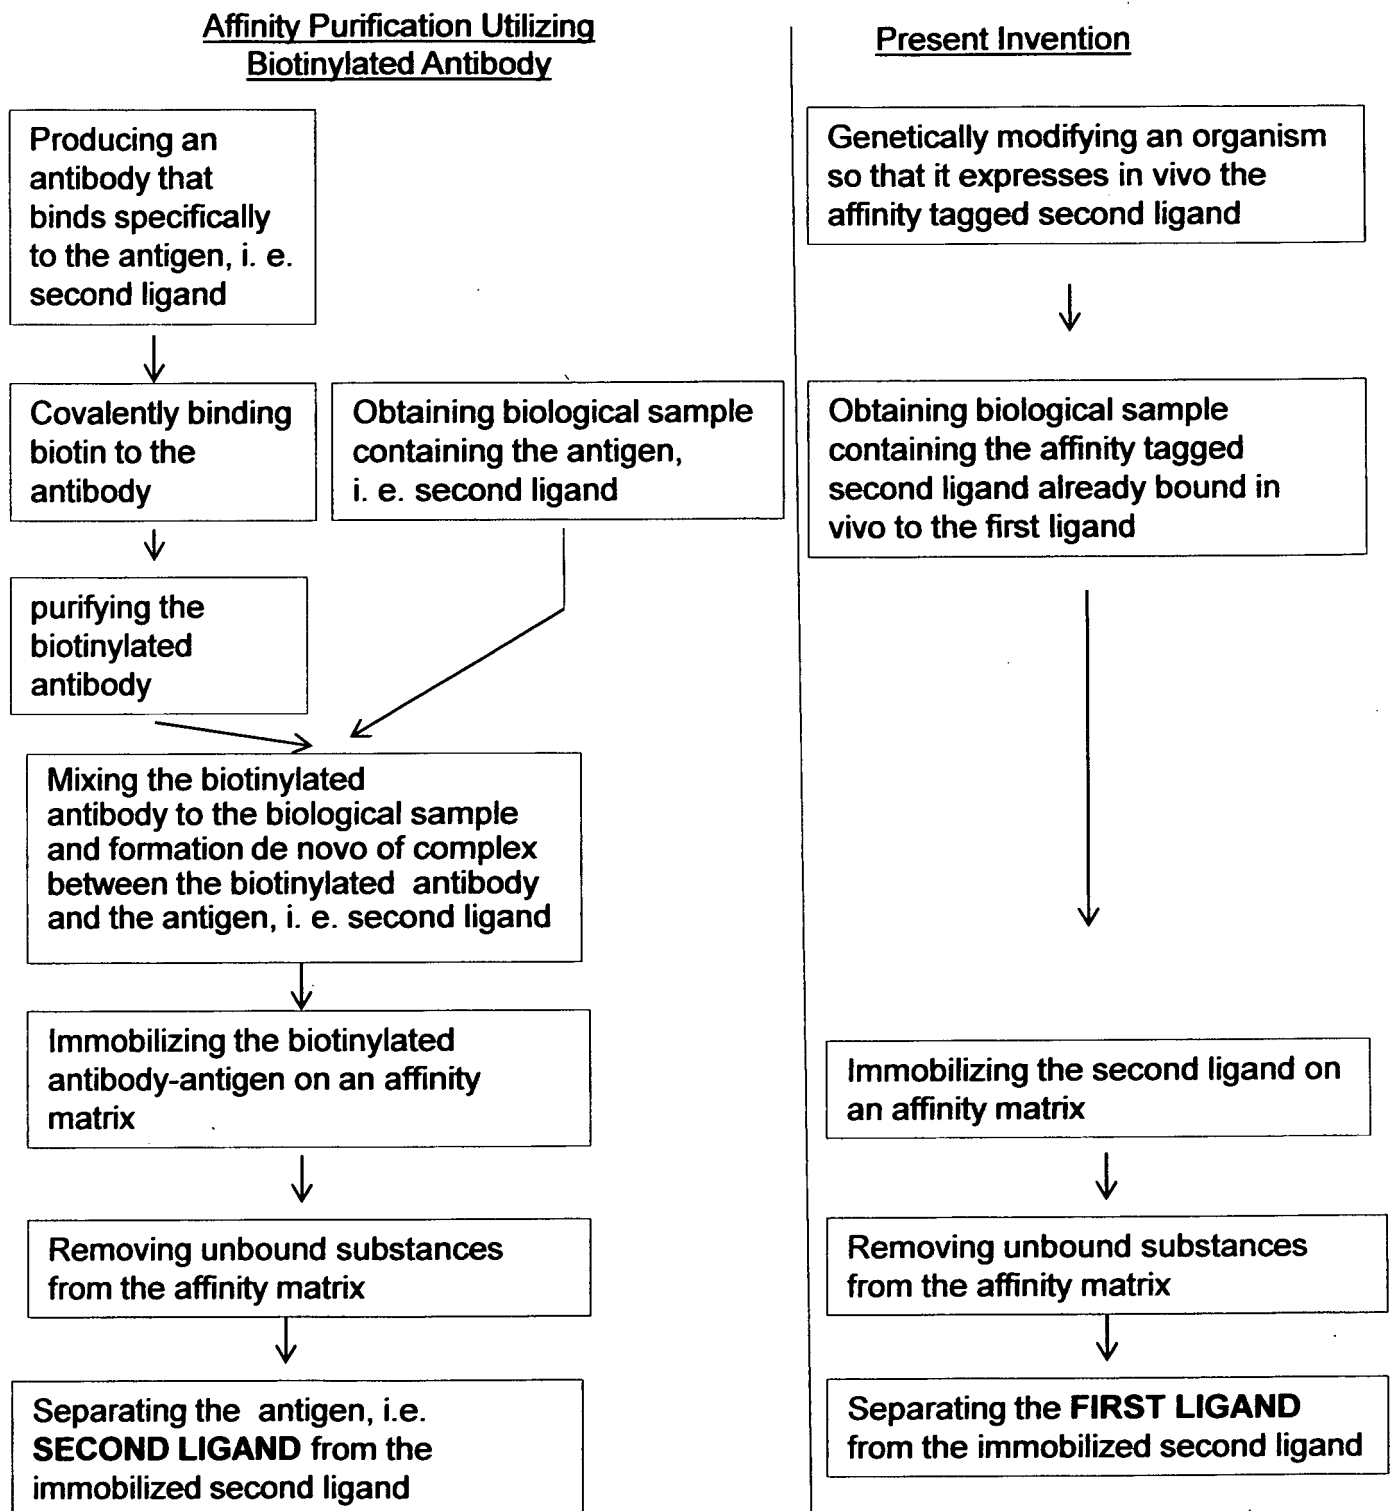 Affinity Purification Utilizing
Biotinylated Antibody
Producing an
antibody that
binds specifically
to the antigen, i. e.
second ligand
Covalently binding
biotin to the
antibody
Obtaining biological sample
containing the antigen,
i. e. second ligand
purifying the
biotinylated
antibody
Mixing the biotinylated
antibody to the biological sample
and formation de novo of complex
between the biotinylated antibody
and the antigen, i. e. second ligand
Immobilizing the biotinylated
antibody-antigen on an affinity
matrix
Removing unbound substances
from the affinity matrix
Separating the antigen, i.e.
SECOND LIGAND from the
immobilized second ligand
Present Invention
Genetically modifying an organism
so that it expresses in vivo the
affinity tagged second ligand
Obtaining biological sample
containing the affinity tagged
second ligand already bound in
vivo to the first ligand
Immobilizing the second ligand on
an affinity matrix
Removing unbound substances
from the affinity matrix
Separating the FIRST LIGAND
from the immobilized second ligand